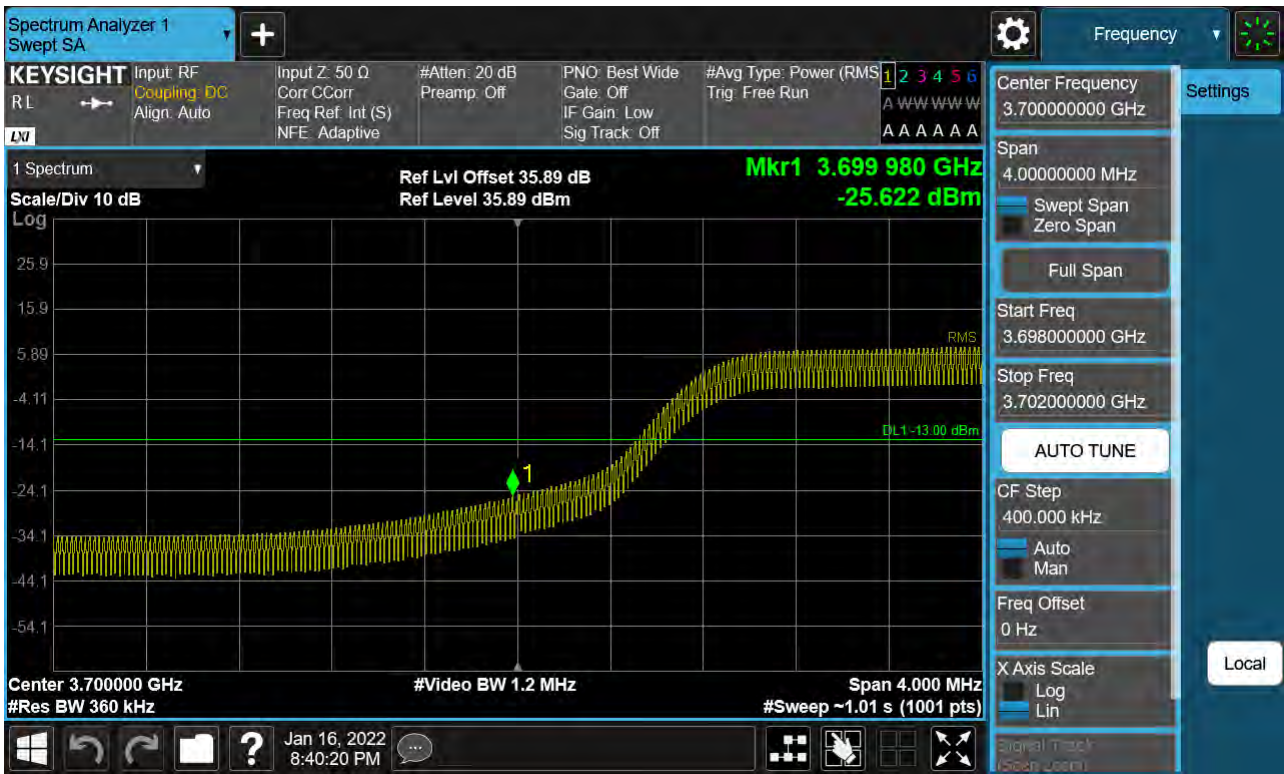 Spectrum Analyzer 1
Swept SA
Frequency
KEYSIGHT
RL
LXI
Input: RF
Coupling: DC
Align: Auto
Input Z: 50 Ω
Corr CCorr
Freq Ref: Int (S)
NFE: Adaptive
#Atten: 20 dB
Preamp: Off
PNO: Best Wide
Gate: Off
IF Gain: Low
Sig Track: Off
#Avg Type: Power (RMS
Trig: Free Run
1 2 3 4 5 6
A W W W W W
A A A A A A
1 Spectrum
Scale/Div 10 dB
Log
Ref Lvl Offset 35.89 dB
Ref Level 35.89 dBm
Mkr1 3.699 980 GHz
-25.622 dBm
25.9
15.9
5.89
-4.11
-14.1
-24.1
-34.1
-44.1
-54.1
RMS
DL1 -13.00 dBm
1
Center 3.700000 GHz
#Res BW 360 kHz
#Video BW 1.2 MHz
Span 4.000 MHz
#Sweep ~1.01 s (1001 pts)
Jan 16, 2022
8:40:20 PM
Center Frequency
3.700000000 GHz
Span
4.00000000 MHz
Swept Span
Zero Span
Full Span
Start Freq
3.698000000 GHz
Stop Freq
3.702000000 GHz
AUTO TUNE
CF Step
400.000 kHz
Auto
Man
Freq Offset
0 Hz
X Axis Scale
Log
Lin
Signal Track
(Span Zoom)
Settings
Local